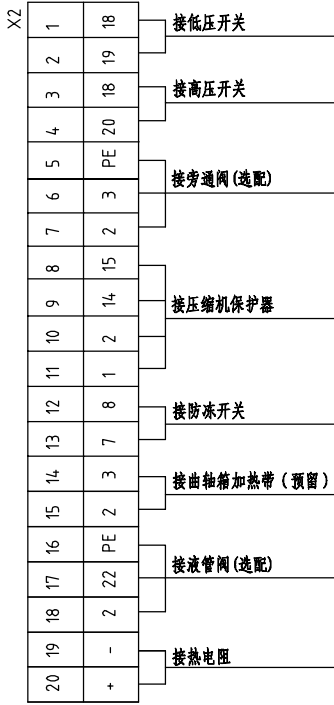 X2
1 18 接低压开关
2 19
3 18 接高压开关
4 20
5 PE
6 3 接旁通阀(选配)
7 2
8 15
9 14 接压缩机保护器
10 2
11 1
12 8 接防冻开关
13 7
14 3 接曲轴箱加热带(预留)
15 2
16 PE
17 22 接液管阀(选配)
18 2
19 - 接热电阻
20 +